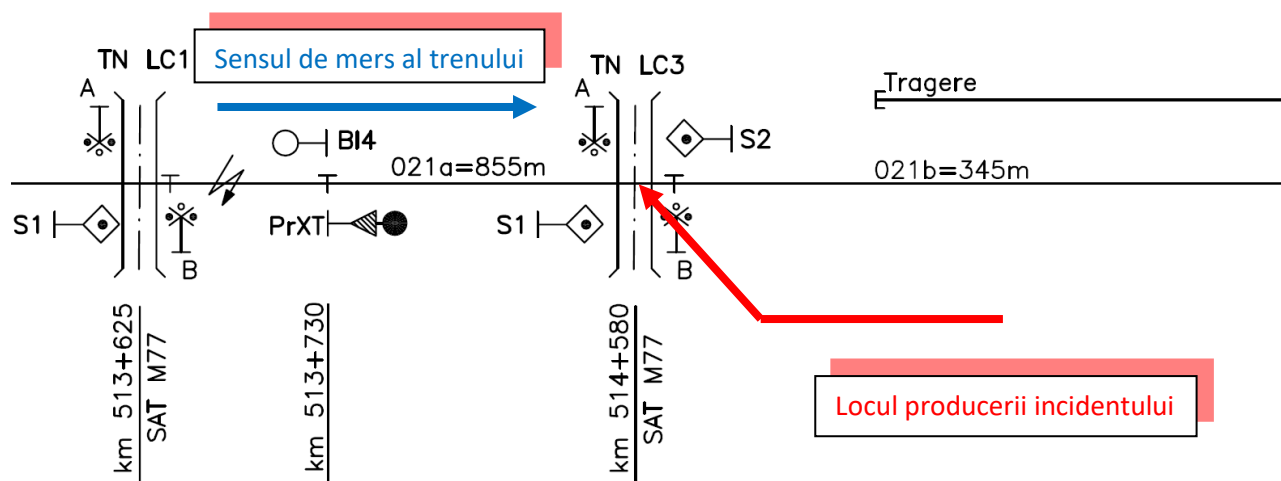 TN LC1
Sensul de mers al trenului
TN LC3
A
A
Tragere
BI4
S2
021a=855m
021b=345m
S1
PrXT
S1
B
B
km 513+625
SAT M77
km 513+730
km 514+580
SAT M77
Locul producerii incidentului